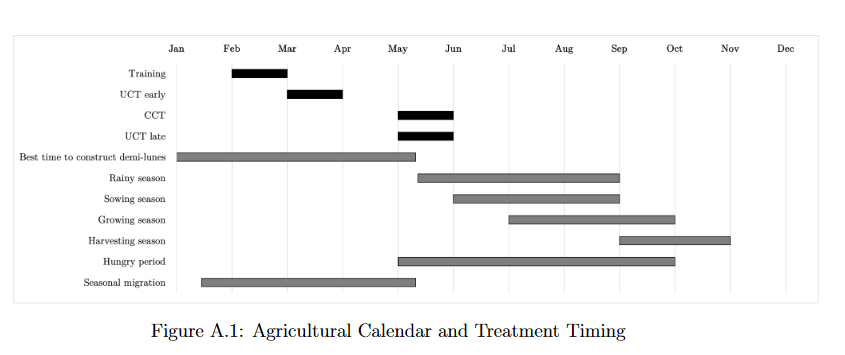 Jan Feb Mar Apr May Jun Jul Aug Sep Oct Nov Dec
Training
UCT early
CCT
UCT late
Best time to construct demi-lunes
Rainy season
Sowing season
Growing season
Harvesting season
Hungry period
Seasonal migration
Figure A.1: Agricultural Calendar and Treatment Timing